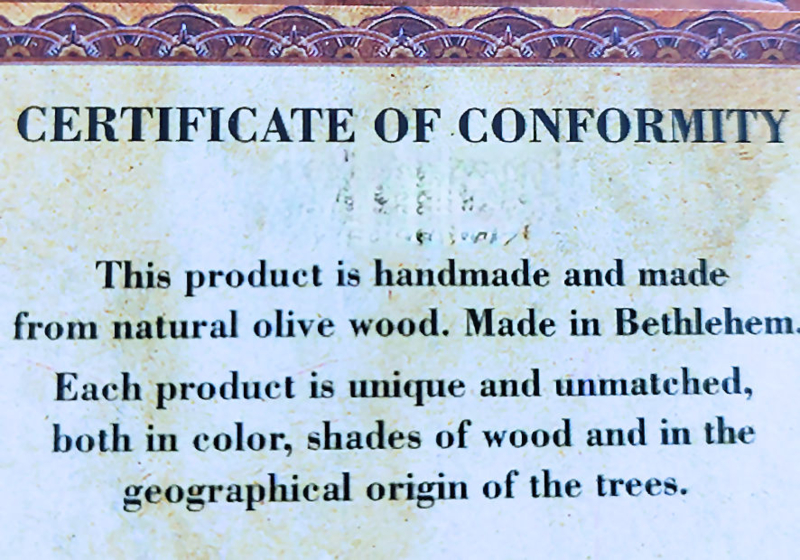 CERTIFICATE OF CONFORMITY
This product is handmade and made
from natural olive wood. Made in Bethlehem.
Each product is unique and unmatched,
both in color, shades of wood and in the
geographical origin of the trees.